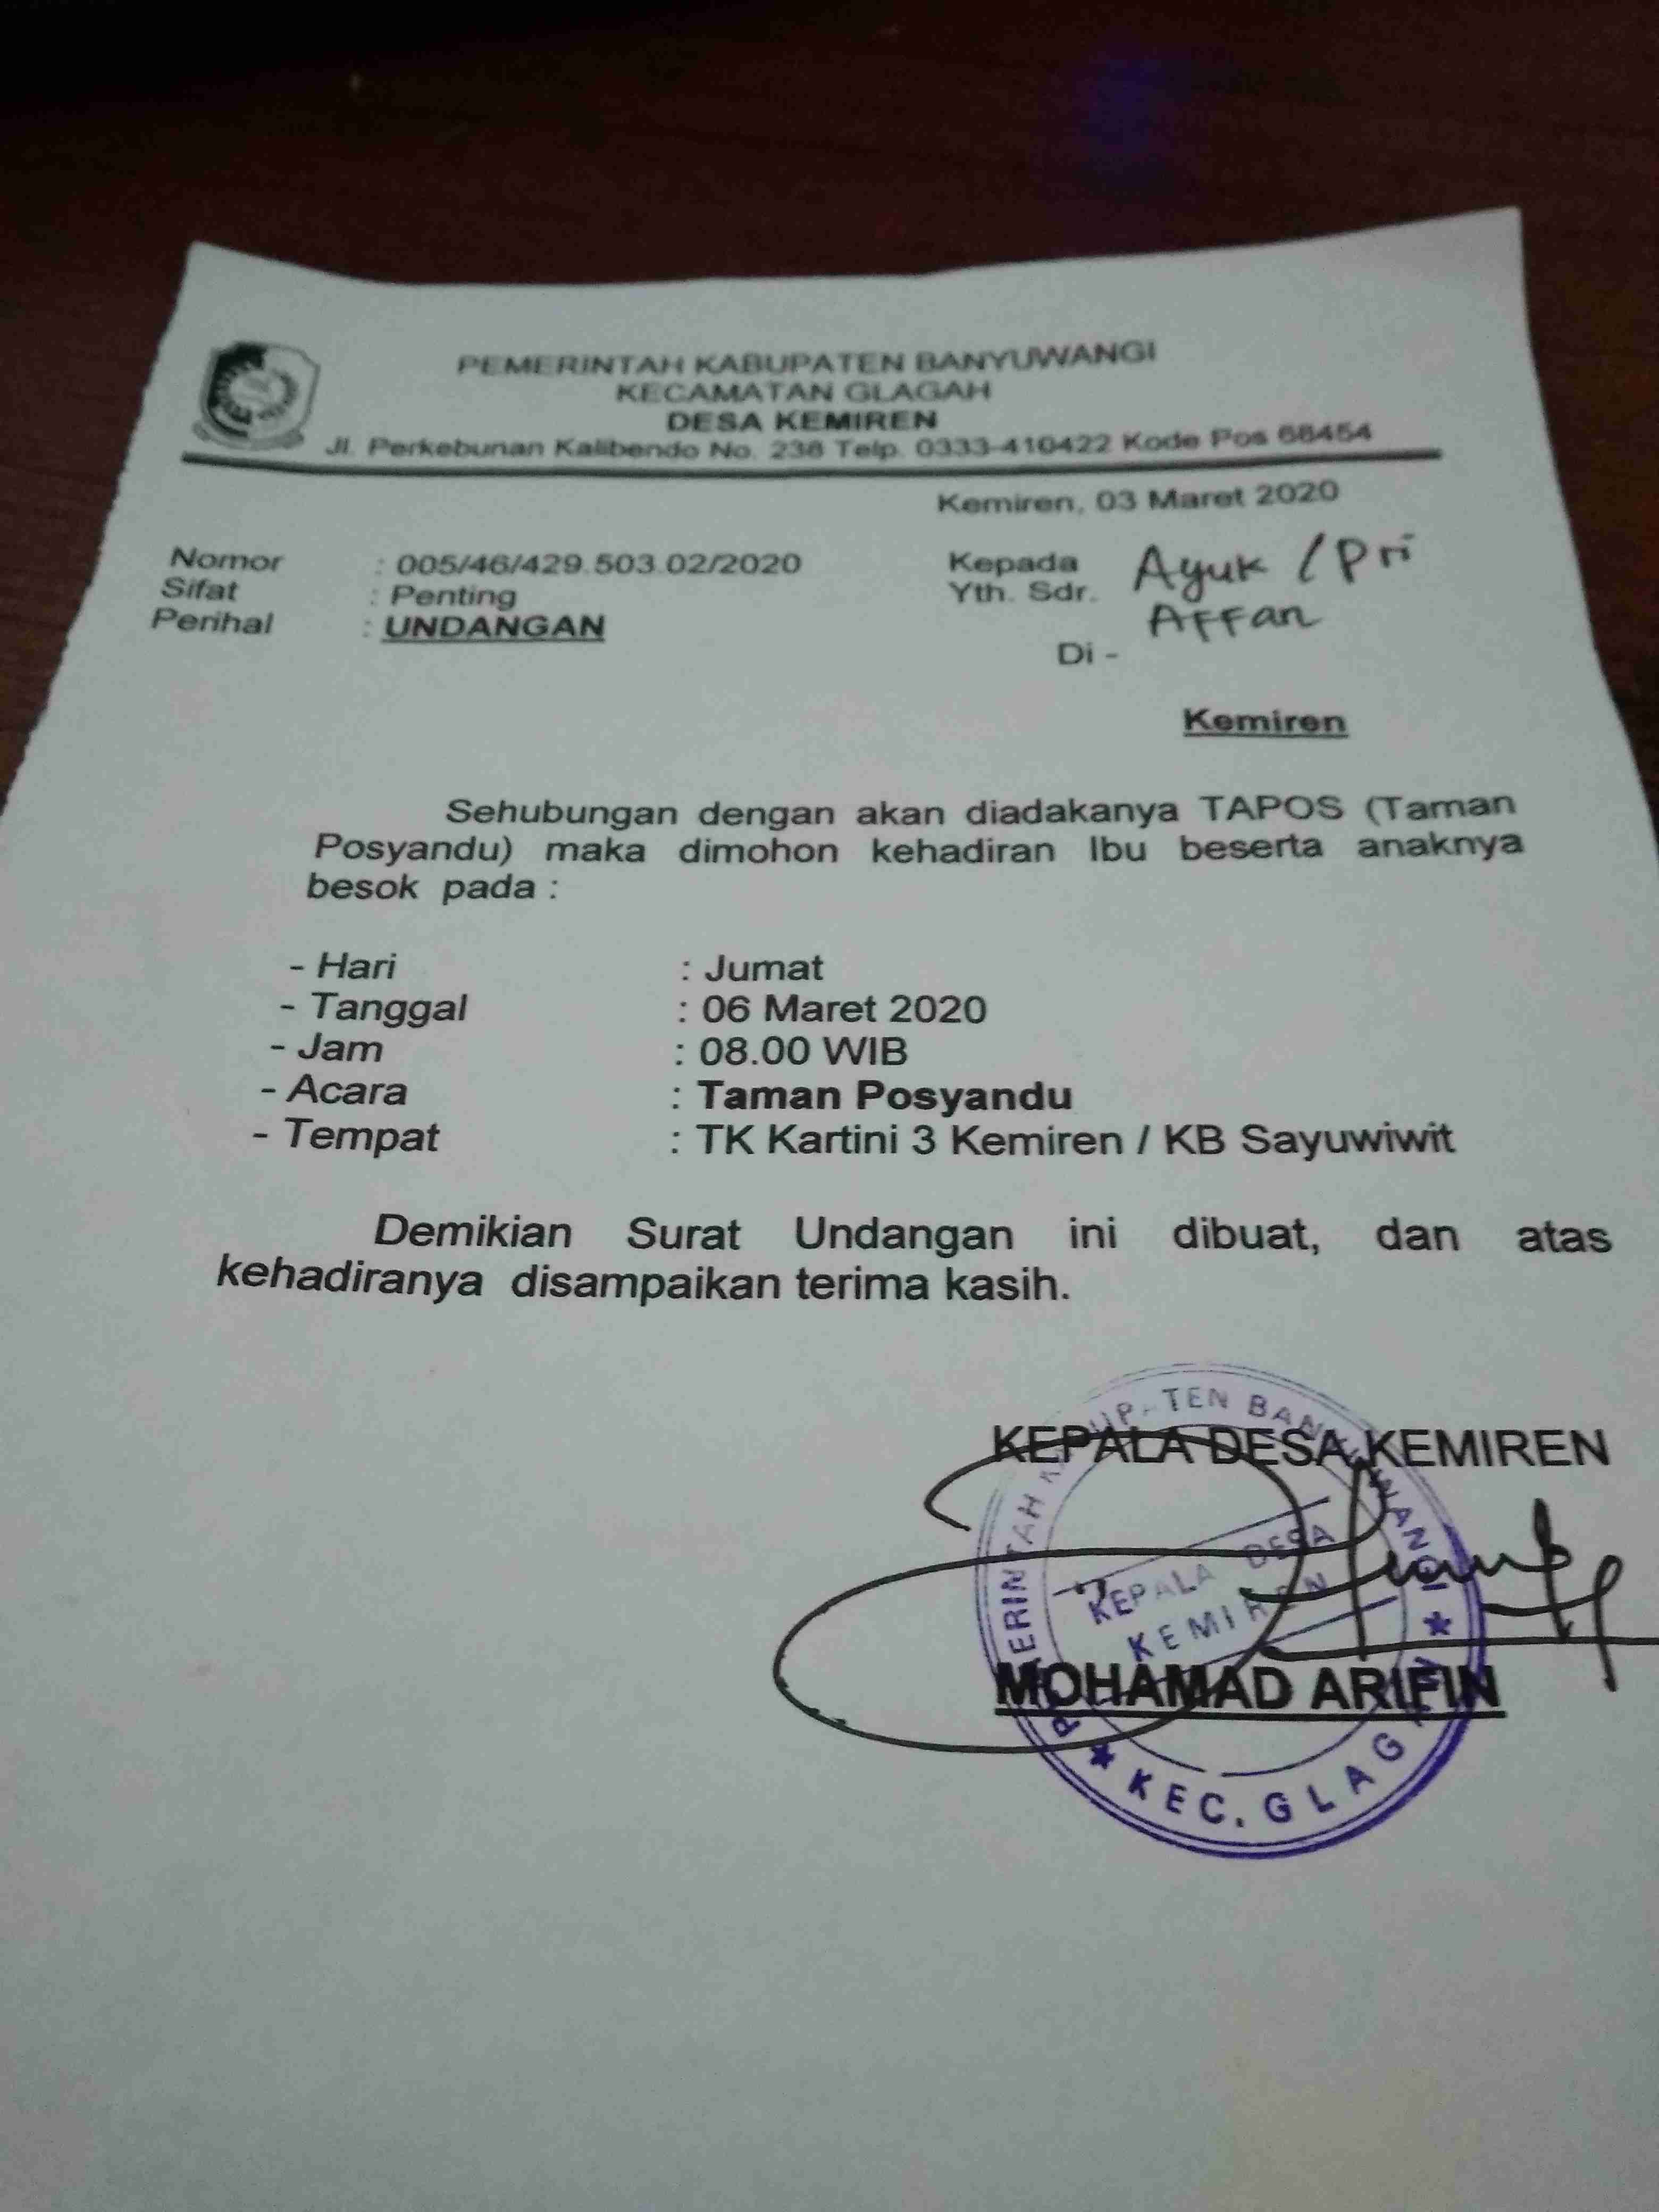 PEMERINTAH KABUPATEN BANYUWANGI
KECAMATAN GLAGAH
DESA KEMIREN
Jl. Perkebunan Kalibendo No. 238 Telp. 0333-410422 Kode Pos 68454
Kemiren, 03 Maret 2020
Nomor : 005/46/429.503.02/2020
Sifat : Penting
Perihal : UNDANGAN
Kepada Ayuk / Pri
Yth. Sdr. Affan
Di -
Kemiren
Sehubungan dengan akan diadakanya TAPOS (Taman
Posyandu) maka dimohon kehadiran Ibu beserta anaknya
besok pada :
- Hari : Jumat
- Tanggal : 06 Maret 2020
- Jam : 08.00 WIB
- Acara : Taman Posyandu
- Tempat : TK Kartini 3 Kemiren / KB Sayuwiwit
Demikian Surat Undangan ini dibuat, dan atas
kehadiranya disampaikan terima kasih.
KEPALA DESA KEMIREN
KEPALA DESA
KEMIREN
MOHAMAD ARIFIN
KEC. GLAGAH